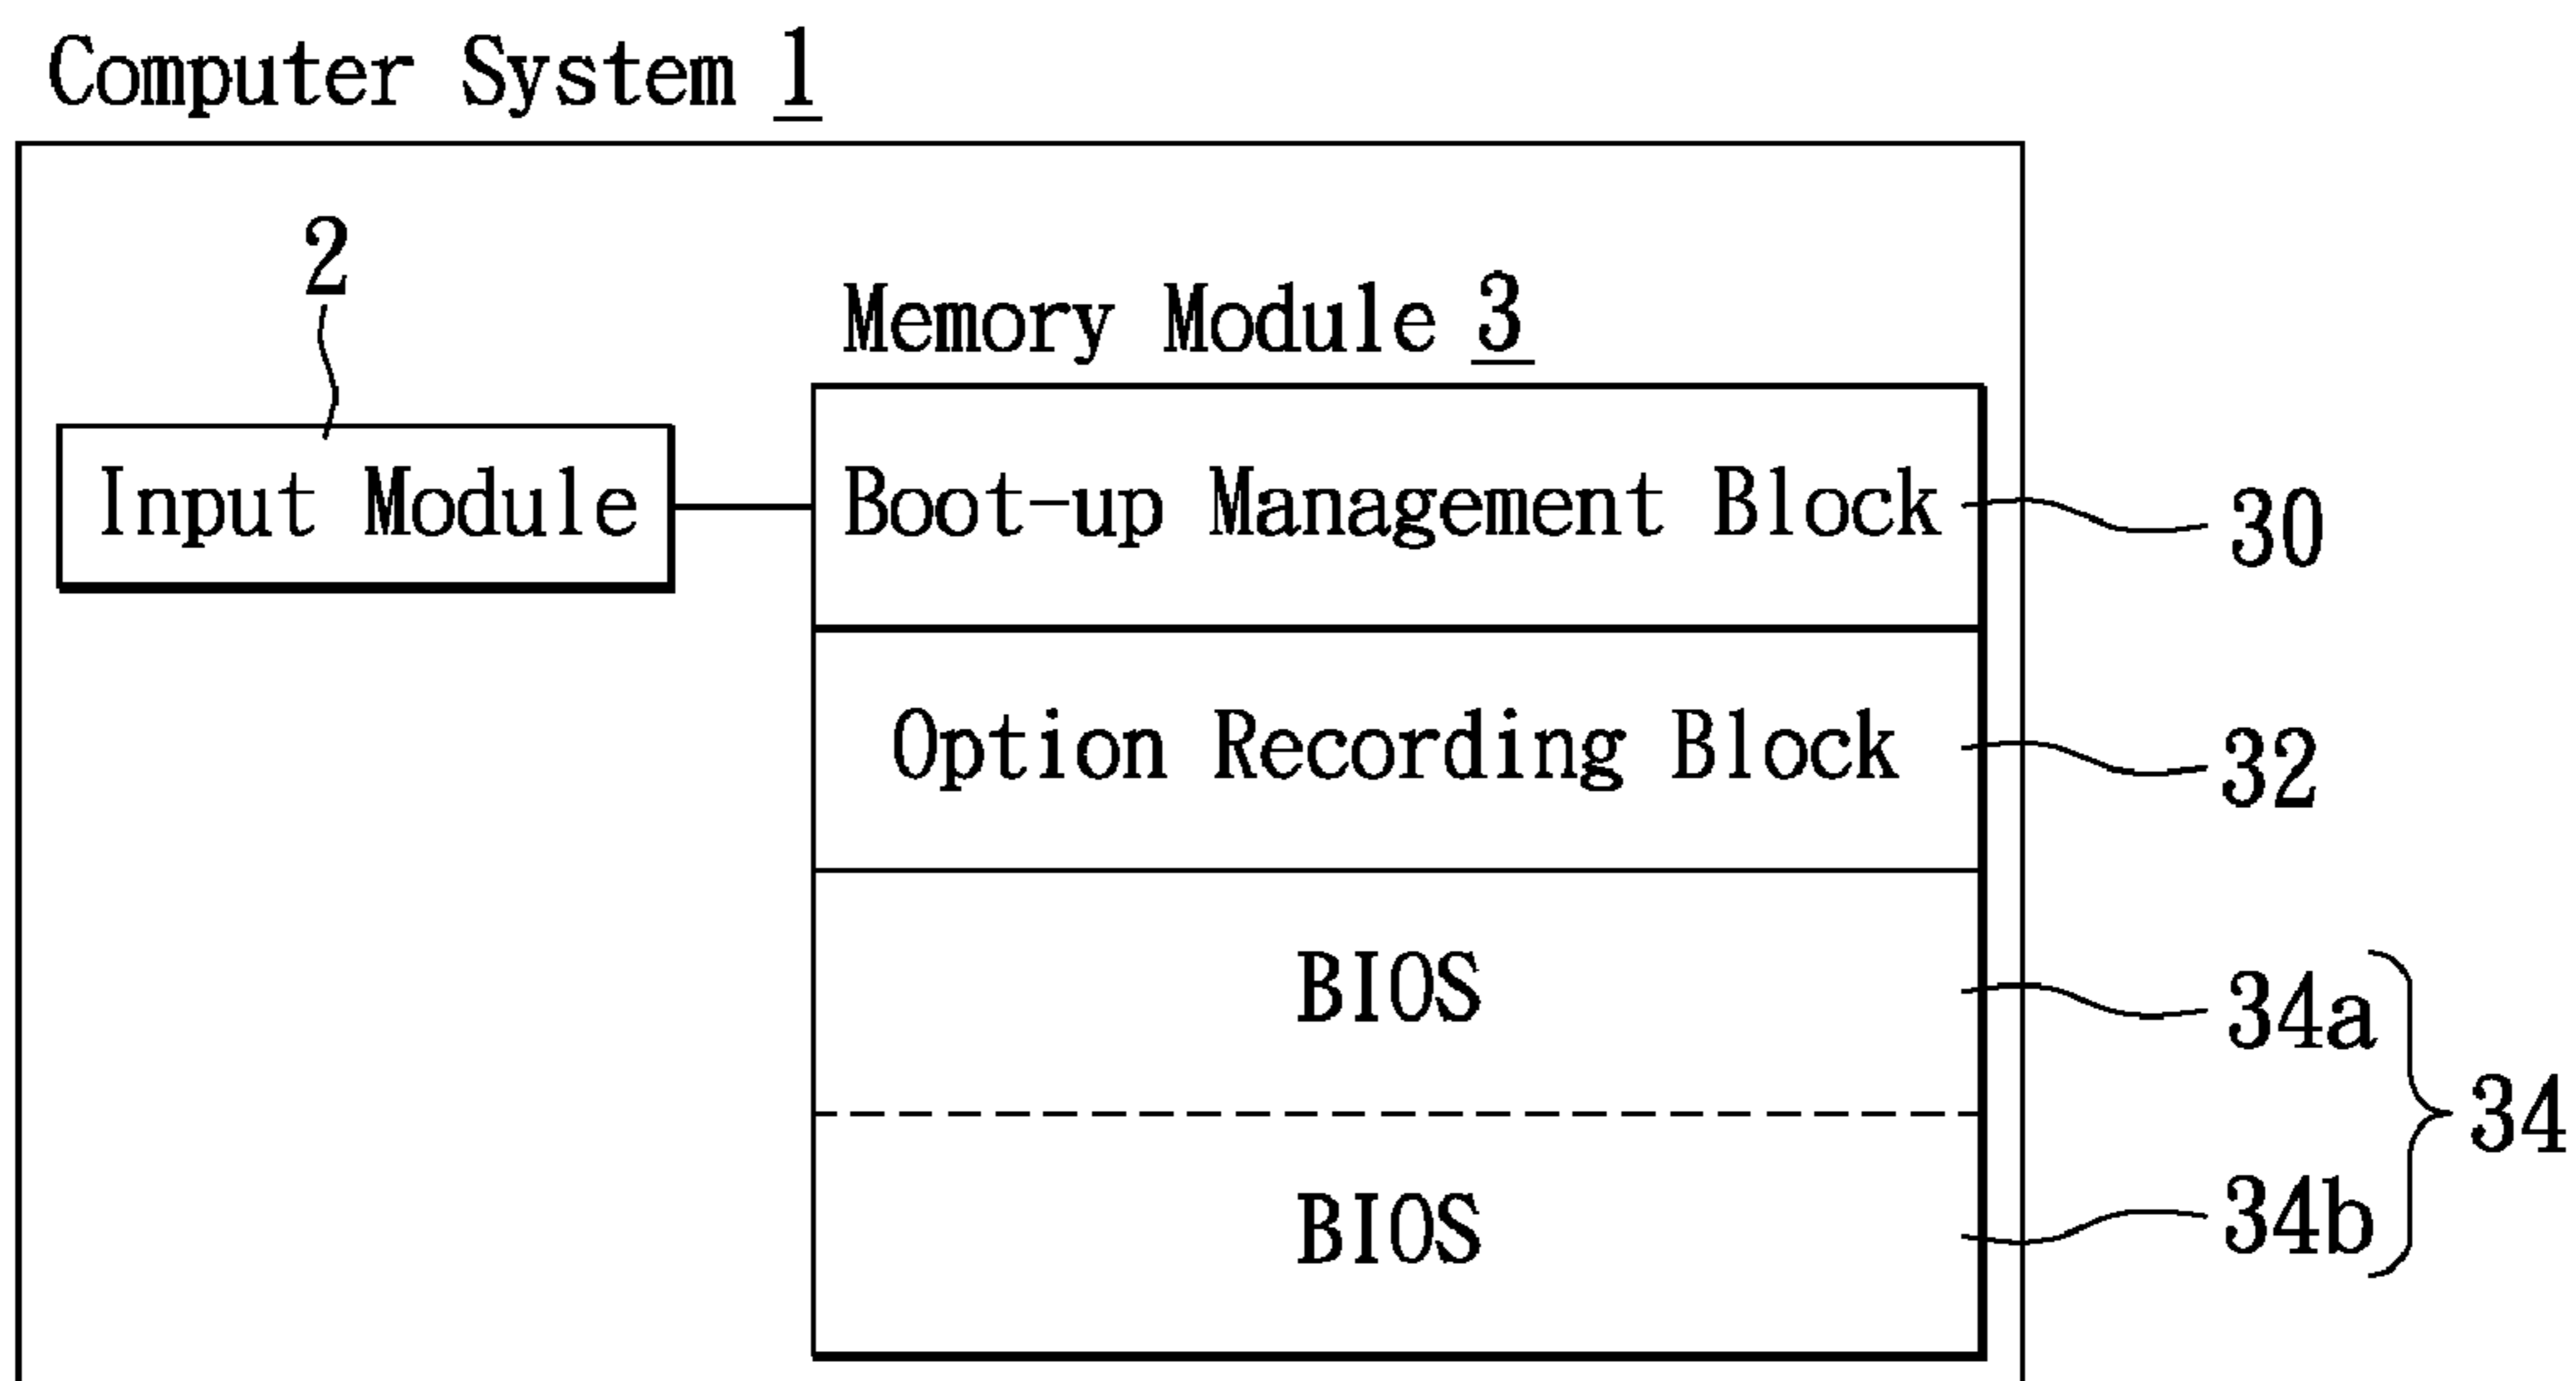 Computer System 1
2
Memory Module 3
Input Module
Boot-up Management Block
30
Option Recording Block
32
BIOS
34a
34
BIOS
34b